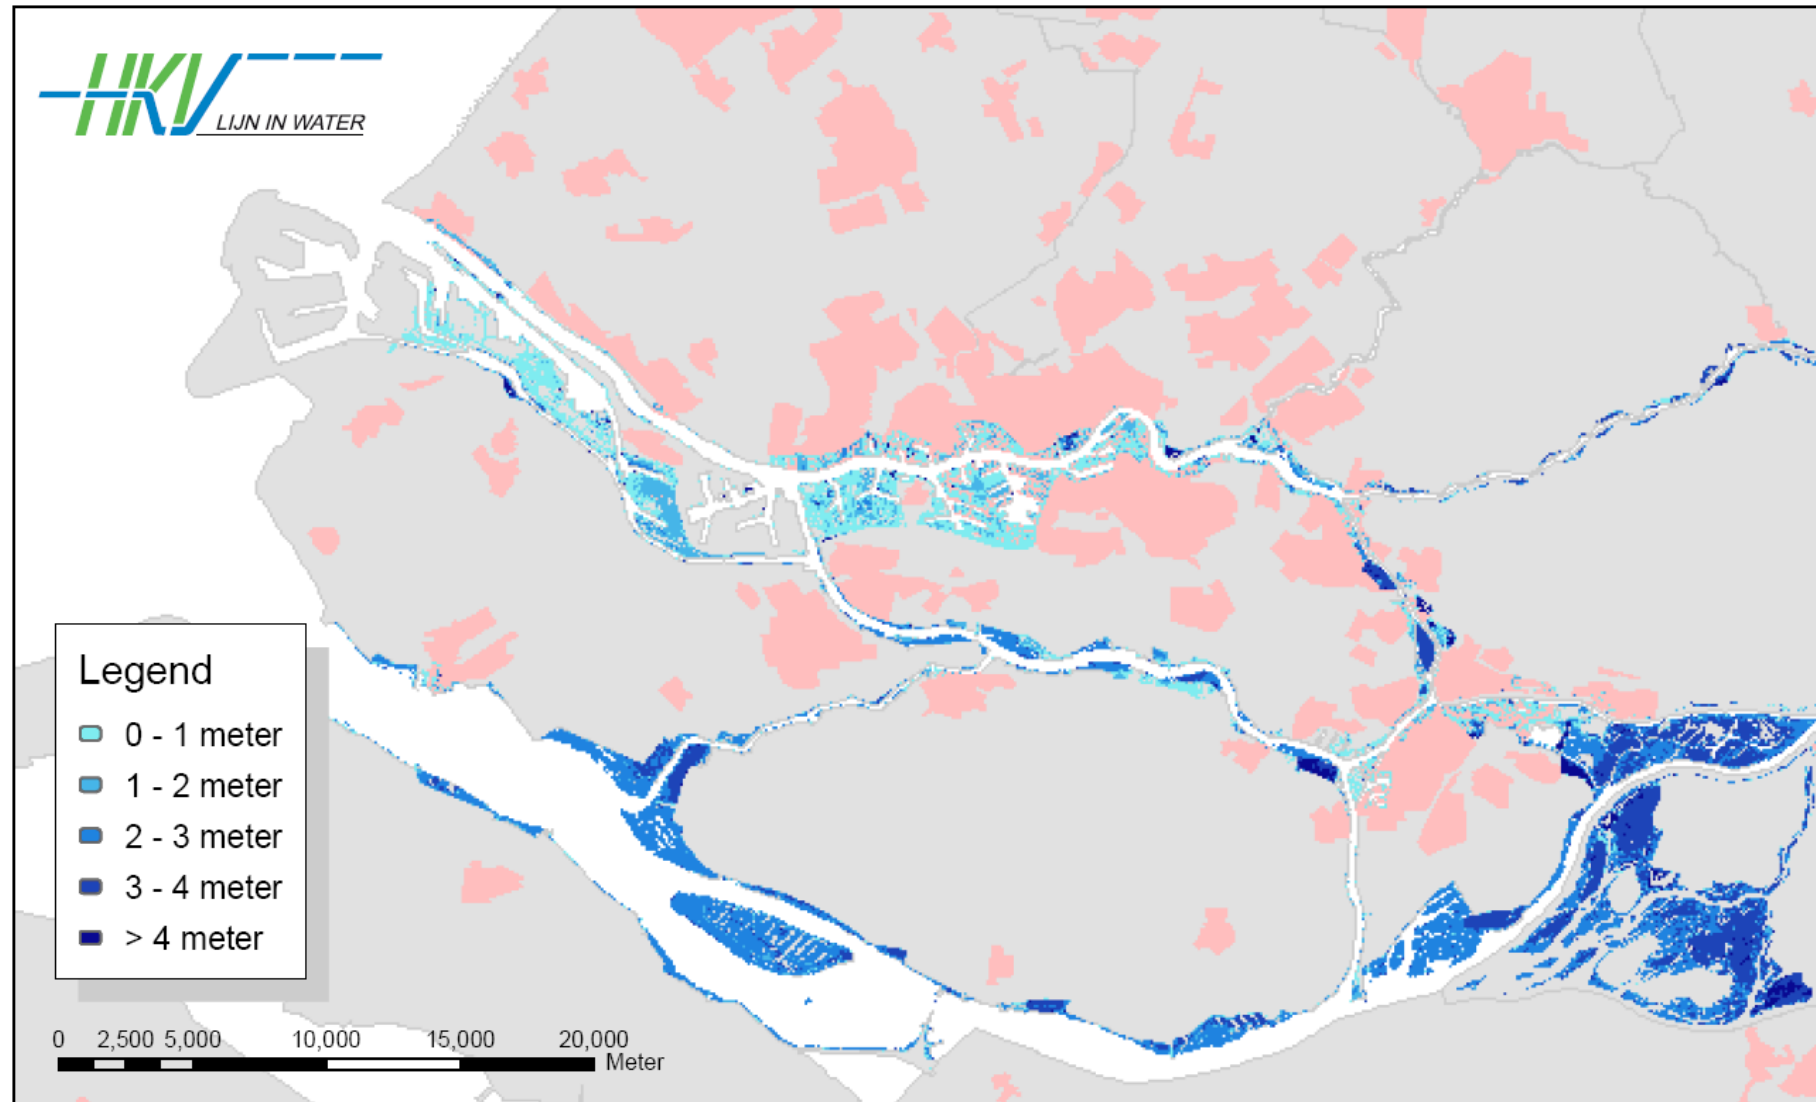 HKV
LIJN IN WATER
Legend
0 - 1 meter
1 - 2 meter
2 - 3 meter
3 - 4 meter
> 4 meter
0 2,500 5,000 10,000 15,000 20,000
Meter